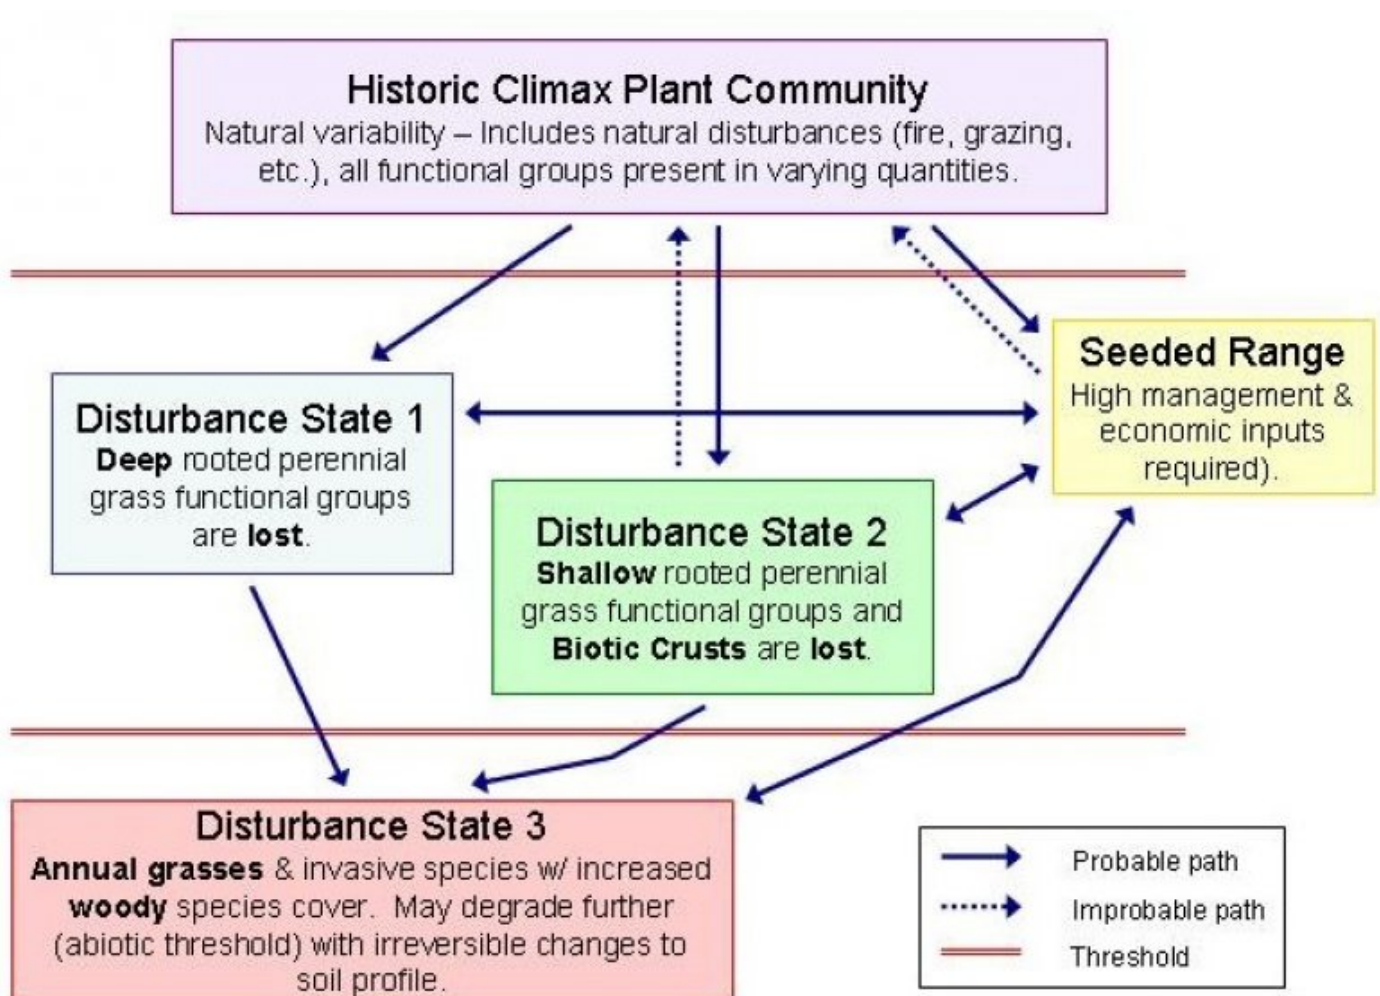 Historic Climax Plant Community
Natural variability – Includes natural disturbances (fire, grazing,
etc.), all functional groups present in varying quantities.
Seeded Range
High management &
economic inputs
required).
Disturbance State 1
Deep rooted perennial
grass functional groups
are lost.
Disturbance State 2
Shallow rooted perennial
grass functional groups and
Biotic Crusts are lost.
Disturbance State 3
Annual grasses & invasive species w/ increased
woody species cover. May degrade further
(abiotic threshold) with irreversible changes to
soil profile.
Probable path
Improbable path
Threshold